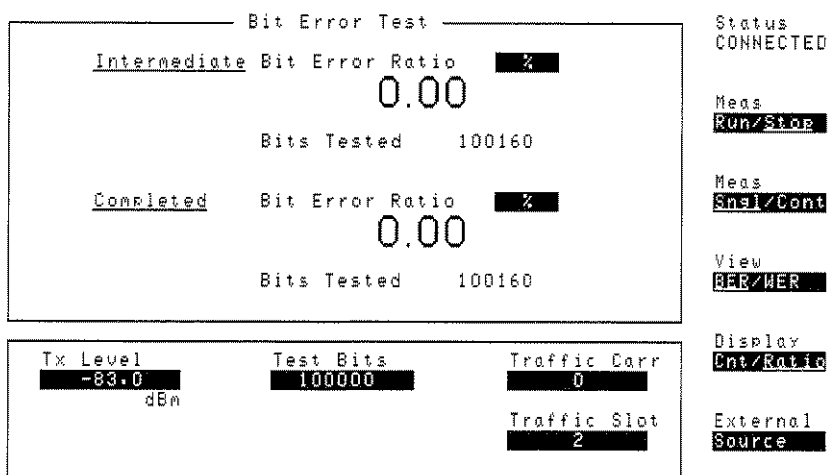 Bit Error Test
Intermediate Bit Error Ratio %
0.00
Bits Tested 100160
Completed Bit Error Ratio %
0.00
Bits Tested 100160
Tx Level
-83.0
dBm
Test Bits
100000
Traffic Carr
0
Traffic Slot
2
Status
CONNECTED
Meas
Run/Stop
Meas
Sngl/Cont
View
BER/WER
Display
Cnt/Ratio
External
Source